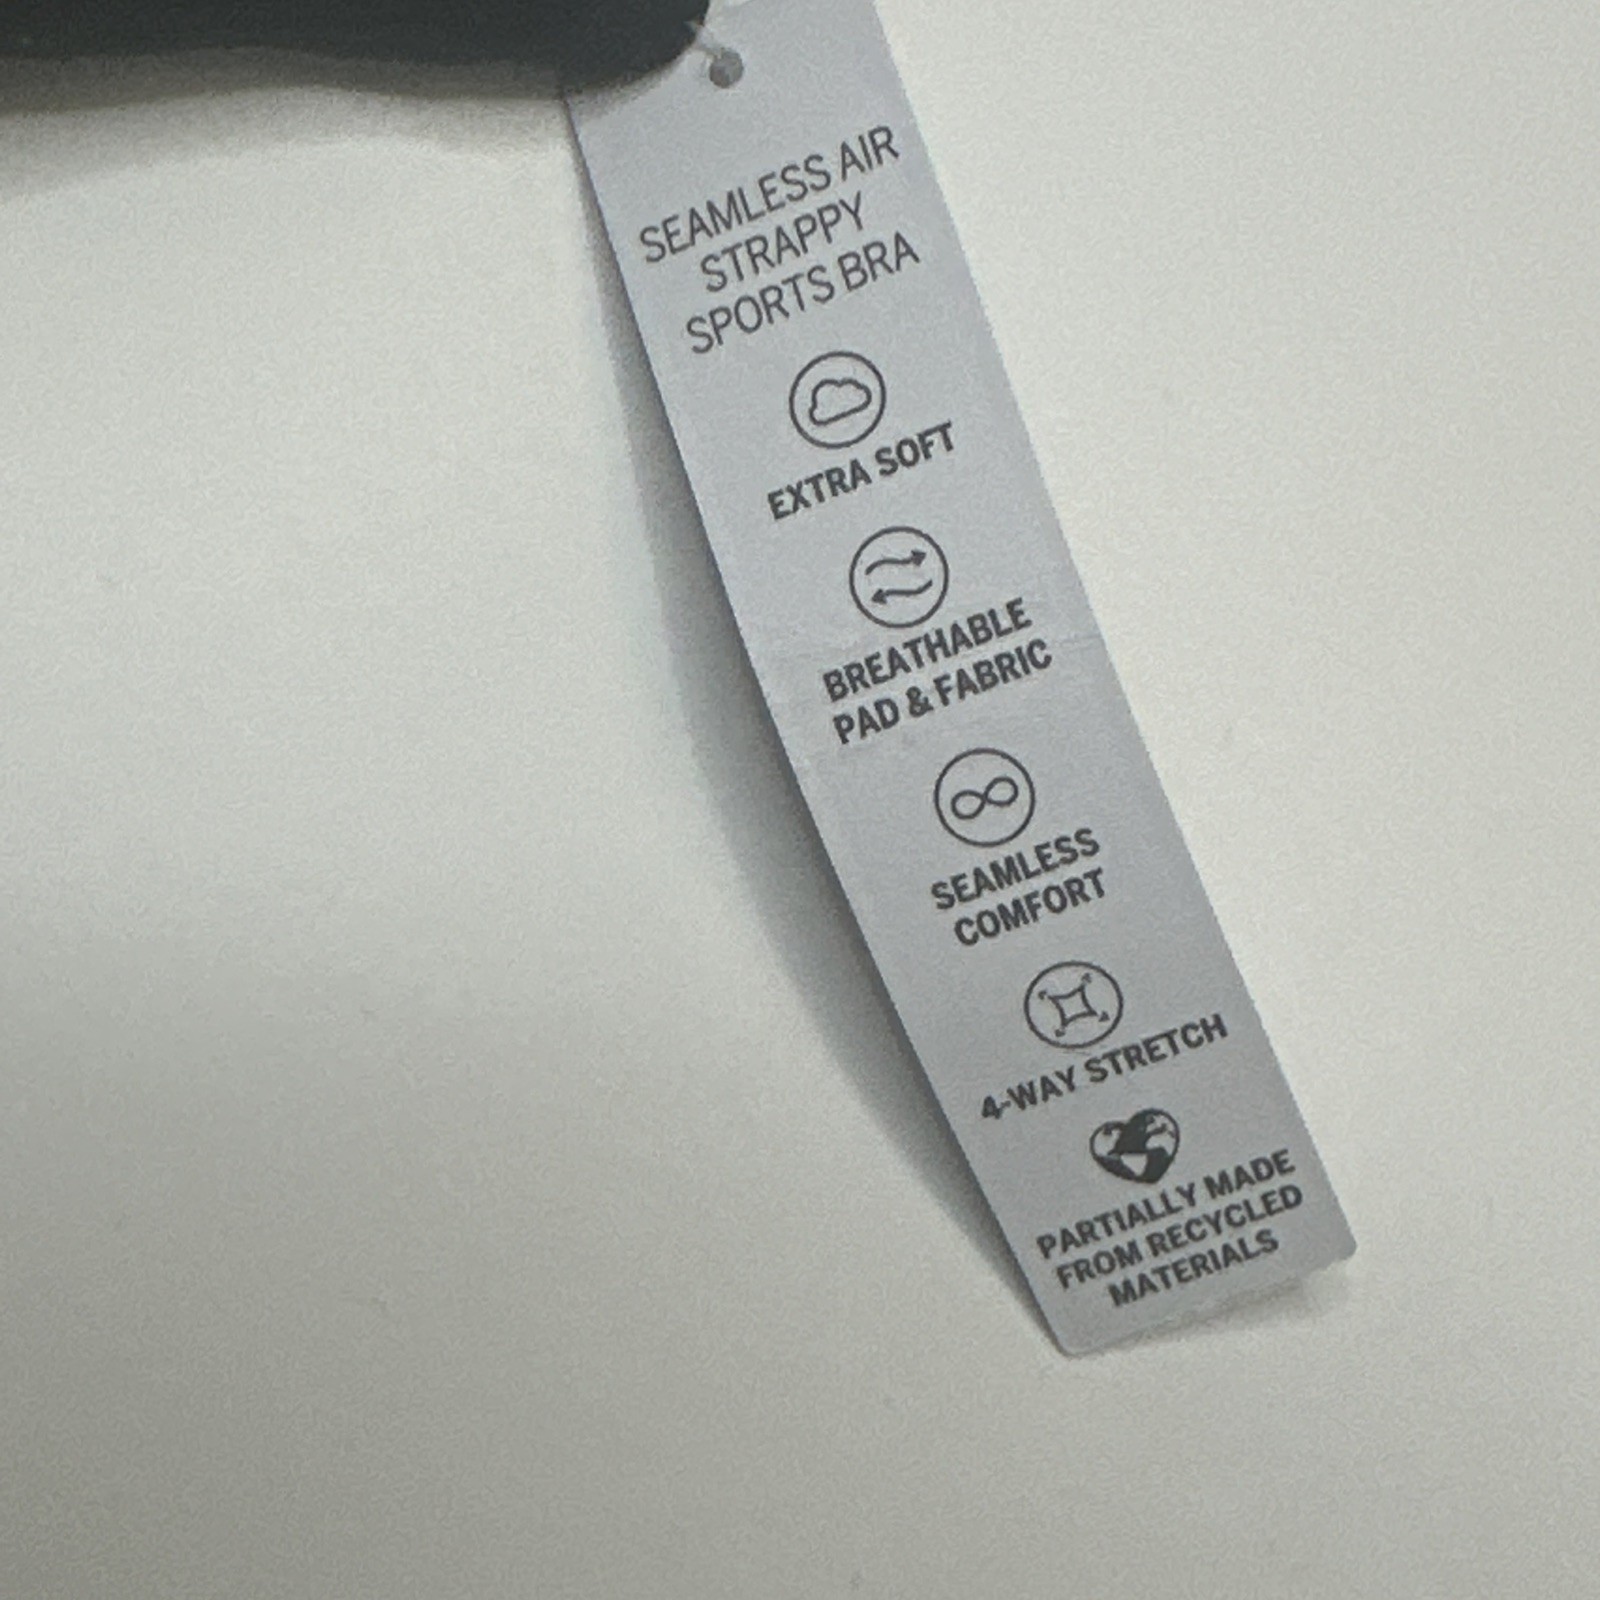 SEAMLESS AIR
STRAPPY
SPORTS BRA
EXTRA SOFT
BREATHABLE
PAD & FABRIC
SEAMLESS
COMFORT
4-WAY STRETCH
PARTIALLY MADE
FROM RECYCLED
MATERIALS